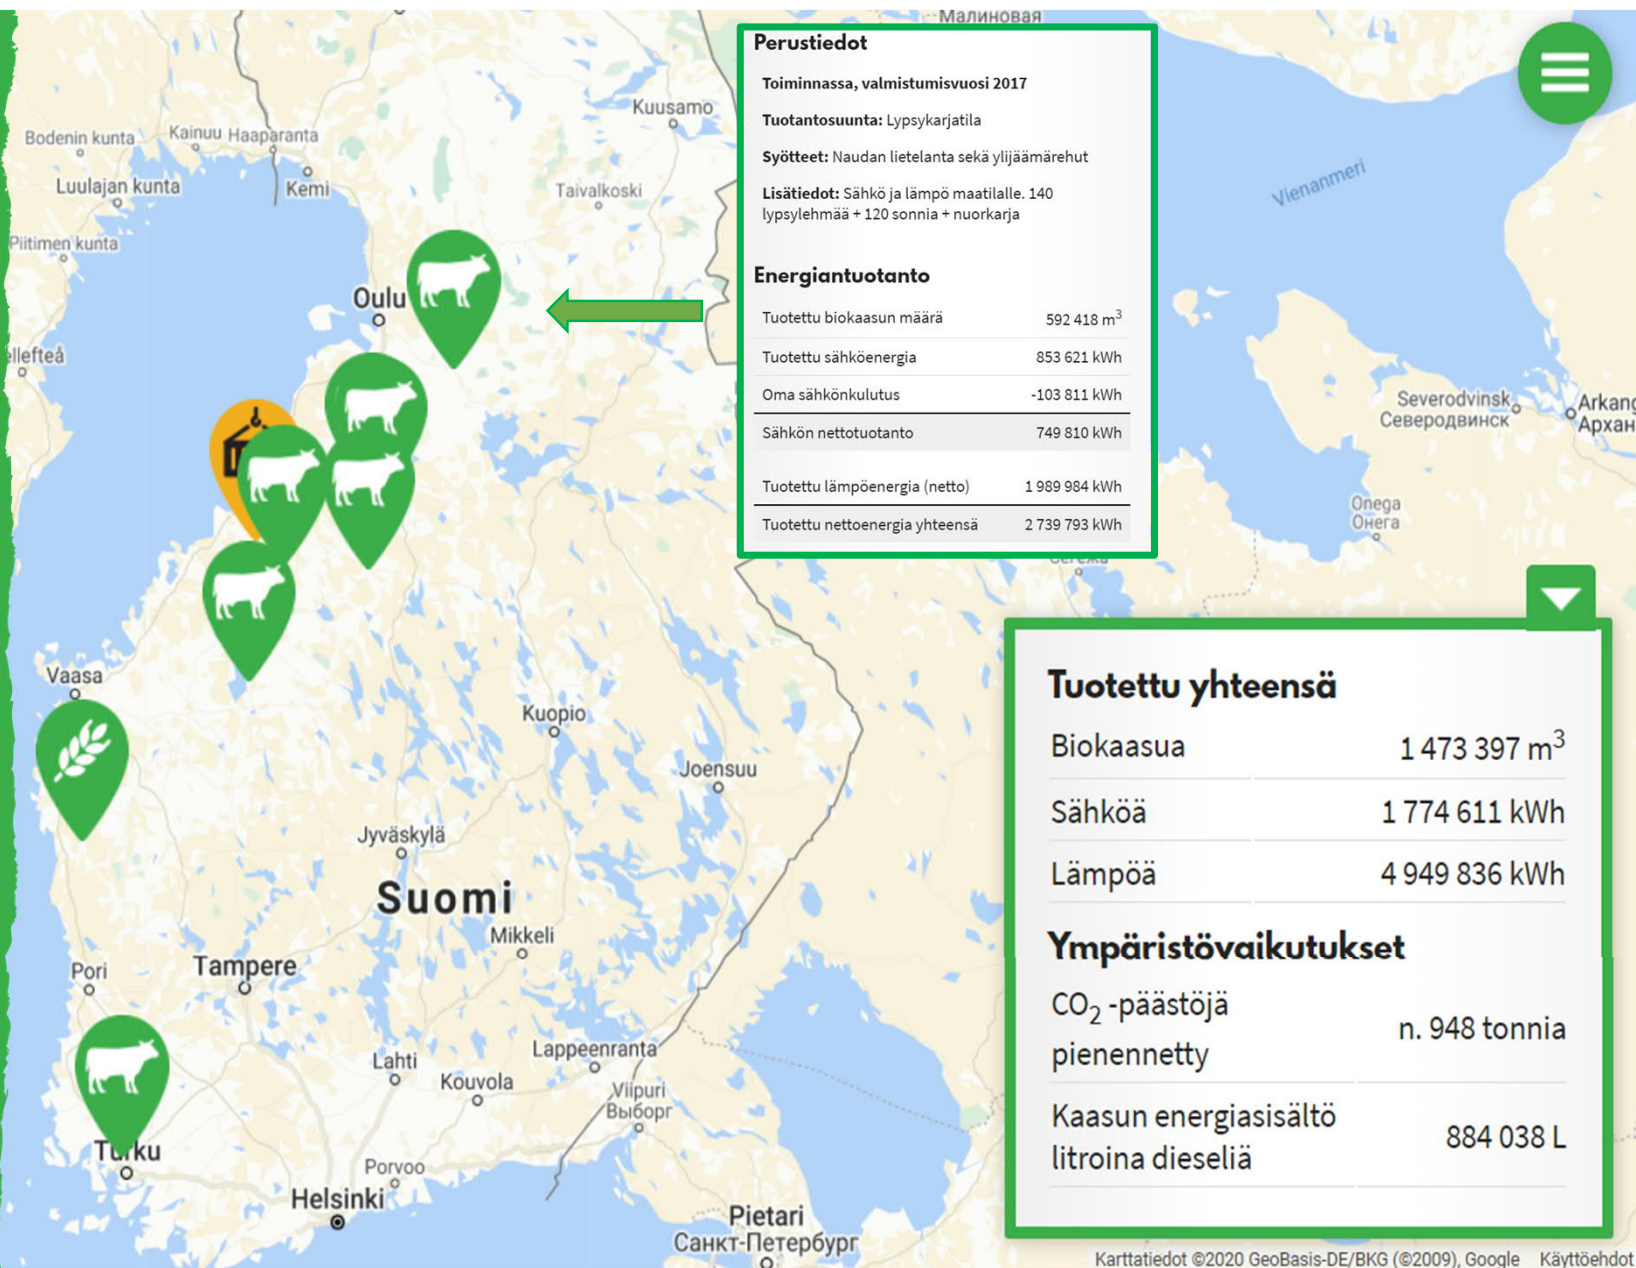 Малиновая
Perustiedot
Toiminnassa, valmistumisvuosi 2017
Tuotantosuunta: Lypsykarjatila
Syötteet: Naudan lietelanta sekä ylijäämärehut
Lisätiedot: Sähkö ja lämpö maatilalle. 140
lypsylehmää + 120 sonnia + nuorkarja
Energiantuotanto
Tuotettu biokaasun määrä 592 418 m³
Tuotettu sähköenergia 853 621 kWh
Oma sähkönkulutus -103 811 kWh
Sähkön nettotuotanto 749 810 kWh
Tuotettu lämpöenergia (netto) 1 989 984 kWh
Tuotettu nettoenergia yhteensä 2 739 793 kWh
Kuusamo
Bodenin kunta
Kainuu
Haaparanta
Luulajan kunta
Kemi
Taivalkoski
Vienanmeri
Piitimen kunta
Oulu
ellefteå
Severodvinsk
Северодвинск
Arkang
Архан
Onega
Онега
Vaasa
Kuopio
Joensuu
Jyväskylä
Suomi
Mikkeli
Pori
Tampere
Lahti
Lappeenranta
Kouvola
Viipuri
Выборг
Turku
Porvoo
Helsinki
Pietari
Санкт-Петербург
Tuotettu yhteensä
Biokaasua 1 473 397 m³
Sähköä 1 774 611 kWh
Lämpöä 4 949 836 kWh
Ympäristövaikutukset
CO₂ -päästöjä
pienennetty n. 948 tonnia
Kaasun energiasisältö
litroina dieseliä 884 038 L
Karttatiedot ©2020 GeoBasis-DE/BKG (©2009), Google Käyttöehdot